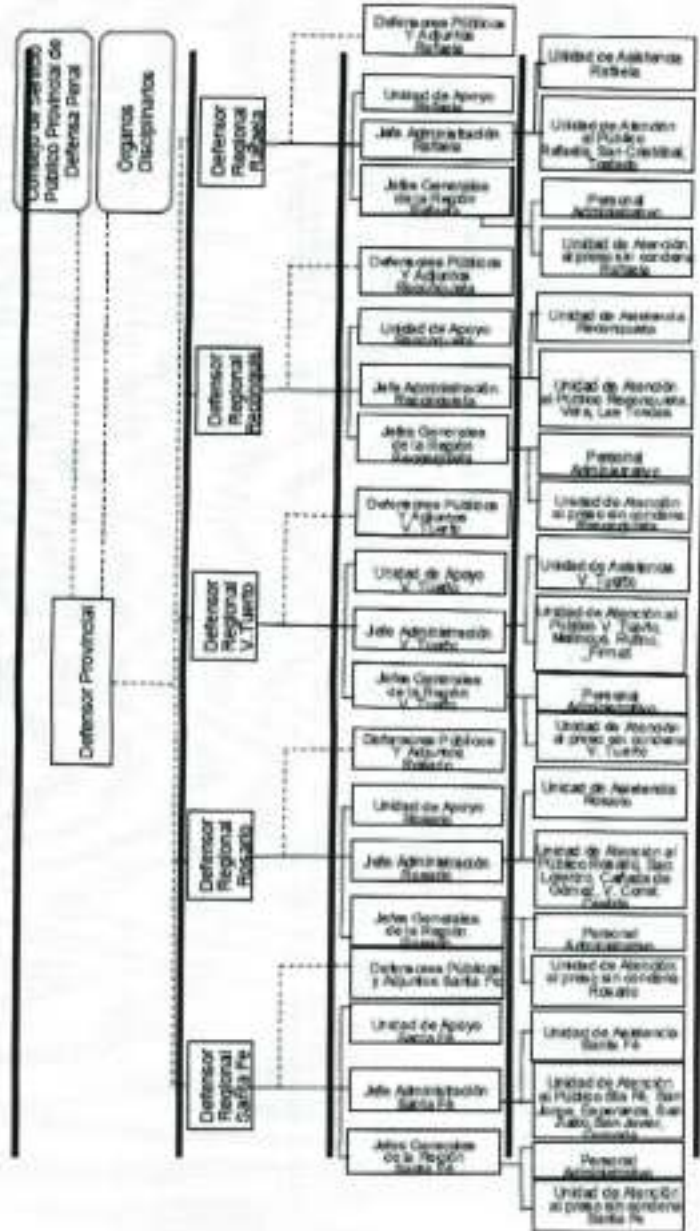 Consejo de Servicio
Público Provincial de
Defensa Penal
Órganos
Disciplinarios
Defensor Provincial
Defensor
Regional
Rafaela
Defensor
Regional
Reconquis
Defensor
Regional
V. Tuerto
Defensor
Regional
Rosario
Defensor
Regional
Santa Fe
Defensores Públicos
Y Adjuntos
Rafaela
Unidad de Apoyo
Rafaela
Jefe Administración
Rafaela
Jefes Generales
de la Región
Rafaela
Defensores Públicos
Y Adjuntos
Reconquista
Unidad de Apoyo
Reconquista
Jefe Administración
Reconquista
Jefes Generales
de la Región
Reconquista
Defensores Públicos
Y Adjuntos
V. Tuerto
Unidad de Apoyo
V. Tuerto
Jefe Administración
V. Tuerto
Jefes Generales
de la Región
V. Tuerto
Defensores Públicos
Y Adjuntos
Rosario
Unidad de Apoyo
Rosario
Jefe Administración
Rosario
Jefes Generales
de la Región
Rosario
Defensores Públicos
y Adjuntos Santa Fe
Unidad de Apoyo
Santa Fé
Jefe Administración
Santa Fé
Jefes Generales
de la Región
Santa Fé
Unidad de Asistencia
Rafaela
Unidad de Atención
al Público
Rafaela, San Cristóbal,
Tostado
Personal
Administrativo
Unidad de Atención
al preso sin condena
Rafaela
Unidad de Asistencia
Reconquista
Unidad de Atención
al Público Reconquista,
Vera, Las Toscas
Personal
Administrativo
Unidad de Atención
al preso sin condena
Reconquista
Unidad de Asistencia
V. Tuerto
Unidad de Atención al
Público V. Tuerto,
Melincué, Rufino,
Firmat
Personal
Administrativo
Unidad de Atención
al preso sin condena
V. Tuerto
Unidad de Asistencia
Rosario
Unidad de Atención al
Público Rosario, San
Lorenzo, Cañada de
Gómez, V. Const,
Casilda
Personal
Administrativo
Unidad de Atención
al preso sin condena
Rosario
Unidad de Asistencia
Santa Fé
Unidad de Atención
al Público Sta Fé, San
Jorge, Esperanza, San
Justo, San Javier,
Personal
Administrativo
Unidad de Atención
al preso sin condena
Santa Fe